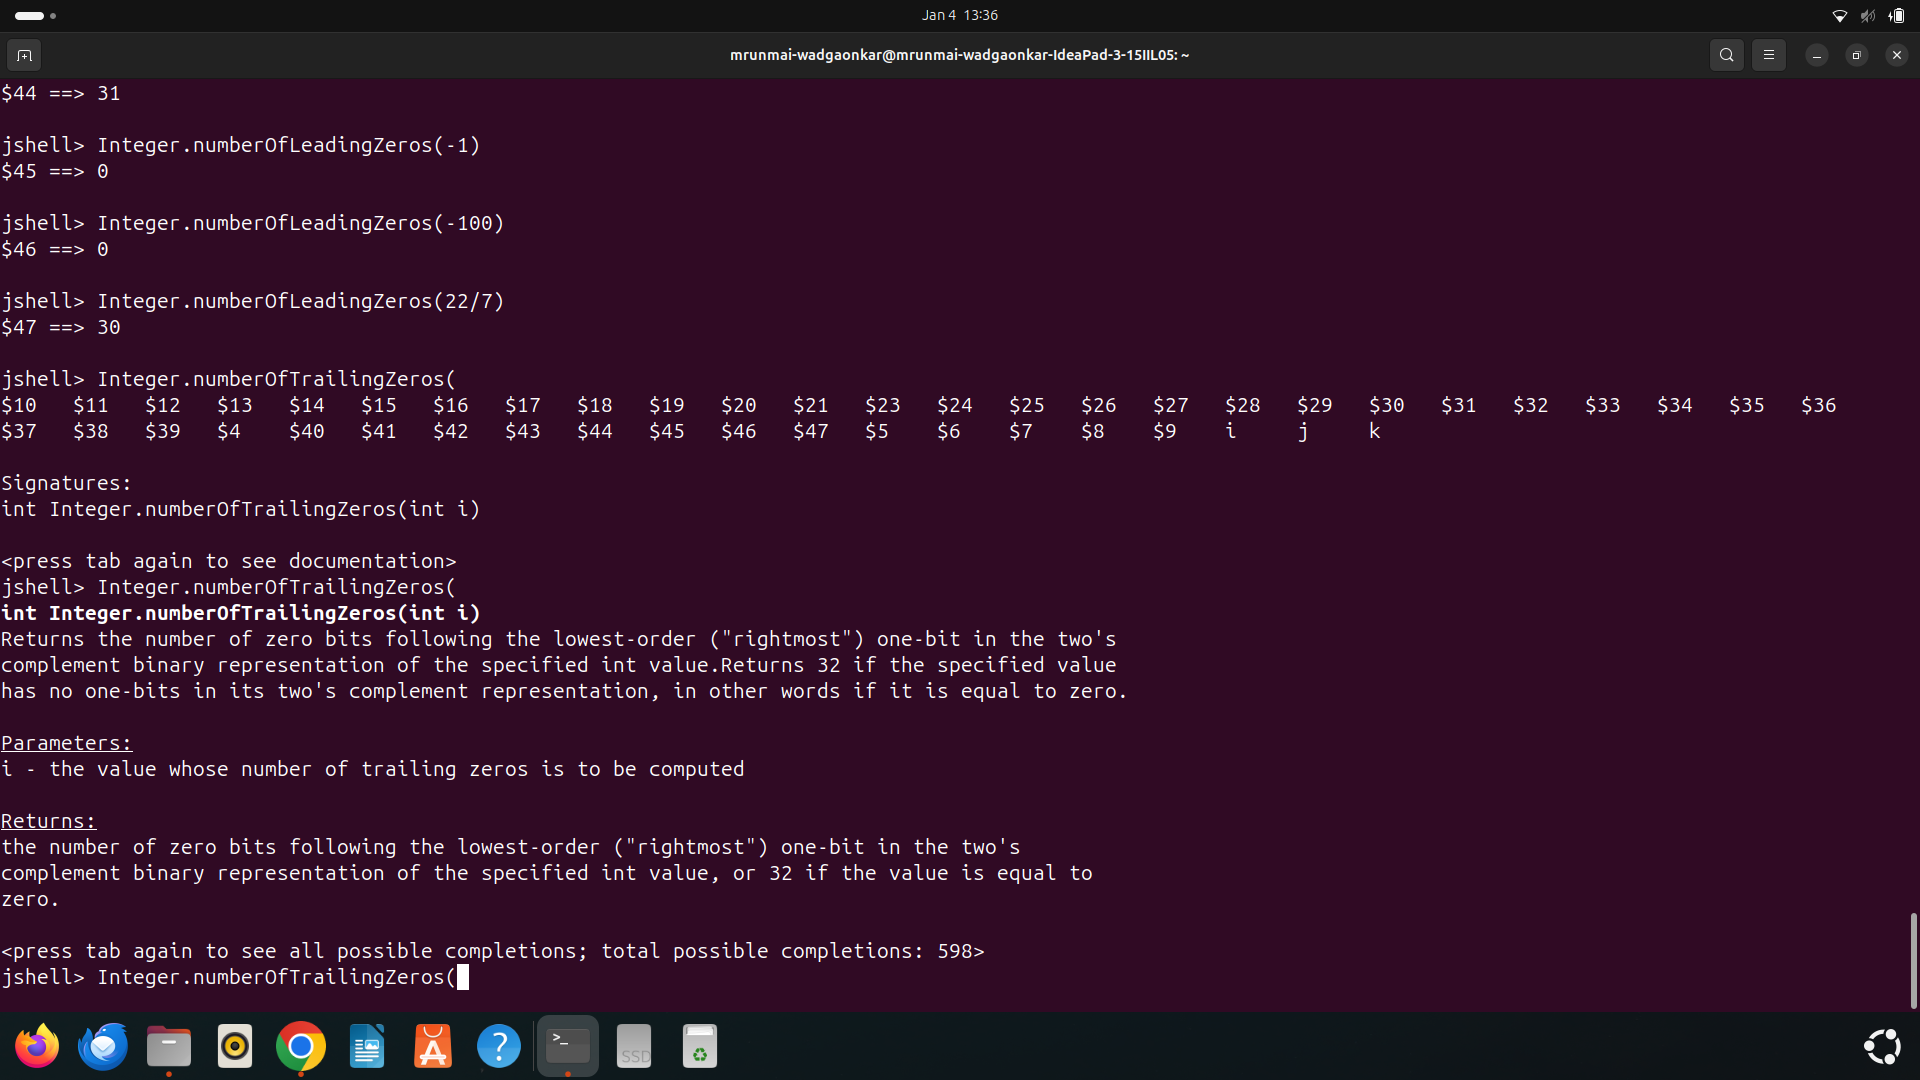 Jan 4 13:36
mrunmai-wadgaonkar@mrunmai-wadgaonkar-IdeaPad-3-15IIL05: ~
$44 ==> 31
jshell> Integer.numberOfLeadingZeros(-1)
$45 ==> 0
jshell> Integer.numberOfLeadingZeros(-100)
$46 ==> 0
jshell> Integer.numberOfLeadingZeros(22/7)
$47 ==> 30
jshell> Integer.numberOfTrailingZeros(
$10 $11 $12 $13 $14 $15 $16 $17 $18 $19 $20 $21 $23 $24 $25 $26 $27 $28 $29 $30 $31 $32 $33 $34 $35 $36
$37 $38 $39 $4 $40 $41 $42 $43 $44 $45 $46 $47 $5 $6 $7 $8 $9 i j k
Signatures:
int Integer.numberOfTrailingZeros(int i)
<press tab again to see documentation>
jshell> Integer.numberOfTrailingZeros(
int Integer.numberOfTrailingZeros(int i)
Returns the number of zero bits following the lowest-order ("rightmost") one-bit in the two's
complement binary representation of the specified int value.Returns 32 if the specified value
has no one-bits in its two's complement representation, in other words if it is equal to zero.
Parameters:
i - the value whose number of trailing zeros is to be computed
Returns:
the number of zero bits following the lowest-order ("rightmost") one-bit in the two's
complement binary representation of the specified int value, or 32 if the value is equal to
zero.
<press tab again to see all possible completions; total possible completions: 598>
jshell> Integer.numberOfTrailingZeros(
SSD